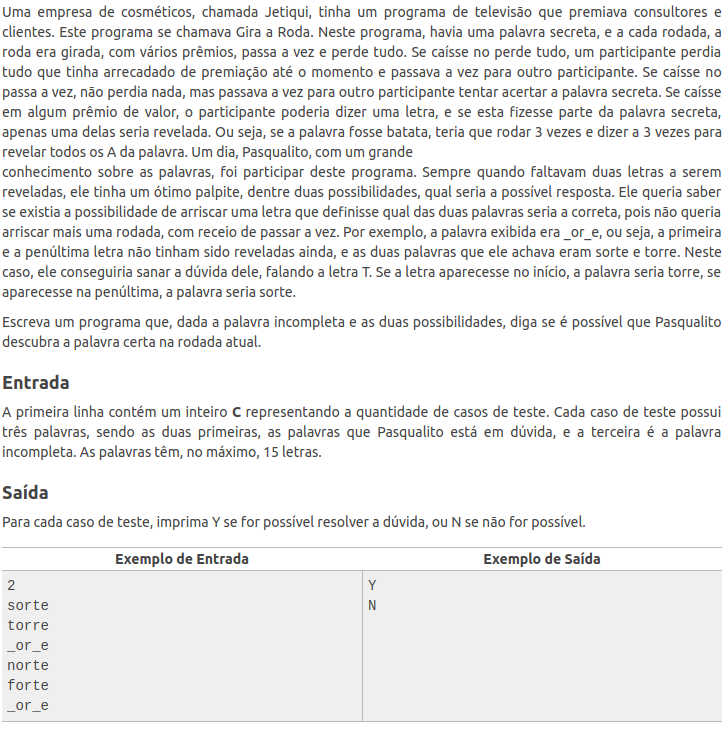 Uma empresa de cosméticos, chamada Jetiqui, tinha um programa de televisão que premiava consultores e
clientes. Este programa se chamava Gira a Roda. Neste programa, havia uma palavra secreta, e a cada rodada, a
roda era girada, com vários prêmios, passa a vez e perde tudo. Se caísse no perde tudo, um participante perdia
tudo que tinha arrecadado de premiação até o momento e passava a vez para outro participante. Se caísse no
passa a vez, não perdia nada, mas passava a vez para outro participante tentar acertar a palavra secreta. Se caísse
em algum prêmio de valor, o participante poderia dizer uma letra, e se esta fizesse parte da palavra secreta,
apenas uma delas seria revelada. Ou seja, se a palavra fosse batata, teria que rodar 3 vezes e dizer a 3 vezes para
revelar todos os A da palavra. Um dia, Pasqualito, com um grande
conhecimento sobre as palavras, foi participar deste programa. Sempre quando faltavam duas letras a serem
reveladas, ele tinha um ótimo palpite, dentre duas possibilidades, qual seria a possível resposta. Ele queria saber
se existia a possibilidade de arriscar uma letra que definisse qual das duas palavras seria a correta, pois não queria
arriscar mais uma rodada, com receio de passar a vez. Por exemplo, a palavra exibida era _or_e, ou seja, a primeira
e a penúltima letra não tinham sido reveladas ainda, e as duas palavras que ele achava eram sorte e torre. Neste
caso, ele conseguiria sanar a dúvida dele, falando a letra T. Se a letra aparecesse no início, a palavra seria torre, se
aparecesse na penúltima, a palavra seria sorte.
Escreva um programa que, dada a palavra incompleta e as duas possibilidades, diga se é possível que Pasqualito
descubra a palavra certa na rodada atual.
Entrada
A primeira linha contém um inteiro C representando a quantidade de casos de teste. Cada caso de teste possui
três palavras, sendo as duas primeiras, as palavras que Pasqualito está em dúvida, e a terceira é a palavra
incompleta. As palavras têm, no máximo, 15 letras.
Saída
Para cada caso de teste, imprima Y se for possível resolver a dúvida, ou N se não for possível.
Exemplo de Entrada
2
sorte
torre
_or_e
norte
forte
_or_e
Exemplo de Saída
Y
N